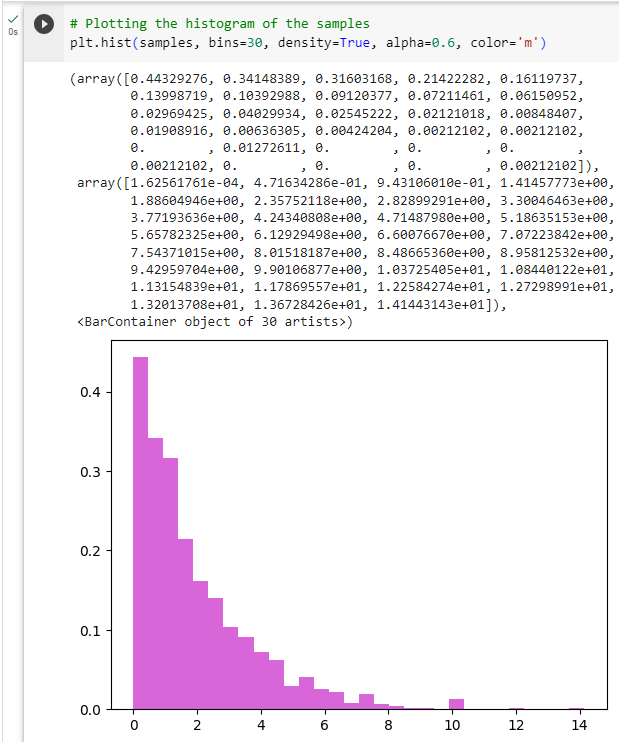 0s
# Plotting the histogram of the samples
plt.hist(samples, bins=30, density=True, alpha=0.6, color='m')
(array([0.44329276, 0.34148389, 0.31603168, 0.21422282, 0.16119737,
0.13998719, 0.10392988, 0.09120377, 0.07211461, 0.06150952,
0.02969425, 0.04029934, 0.02545222, 0.02121018, 0.00848407,
0.01908916, 0.00636305, 0.00424204, 0.00212102, 0.00212102,
0.        , 0.01272611, 0.        , 0.        , 0.        ,
0.00212102, 0.        , 0.        , 0.        , 0.00212102]),
array([1.62561761e-04, 4.71634286e-01, 9.43106010e-01, 1.41457773e+00,
1.88604946e+00, 2.35752118e+00, 2.82899291e+00, 3.30046463e+00,
3.77193636e+00, 4.24340808e+00, 4.71487980e+00, 5.18635153e+00,
5.65782325e+00, 6.12929498e+00, 6.60076670e+00, 7.07223842e+00,
7.54371015e+00, 8.01518187e+00, 8.48665360e+00, 8.95812532e+00,
9.42959704e+00, 9.90106877e+00, 1.03725405e+01, 1.08440122e+01,
1.13154839e+01, 1.17869557e+01, 1.22584274e+01, 1.27298991e+01,
1.32013708e+01, 1.36728426e+01, 1.41443143e+01]),
<BarContainer object of 30 artists>)
0.4
0.3
0.2
0.1
0.0
0 2 4 6 8 10 12 14